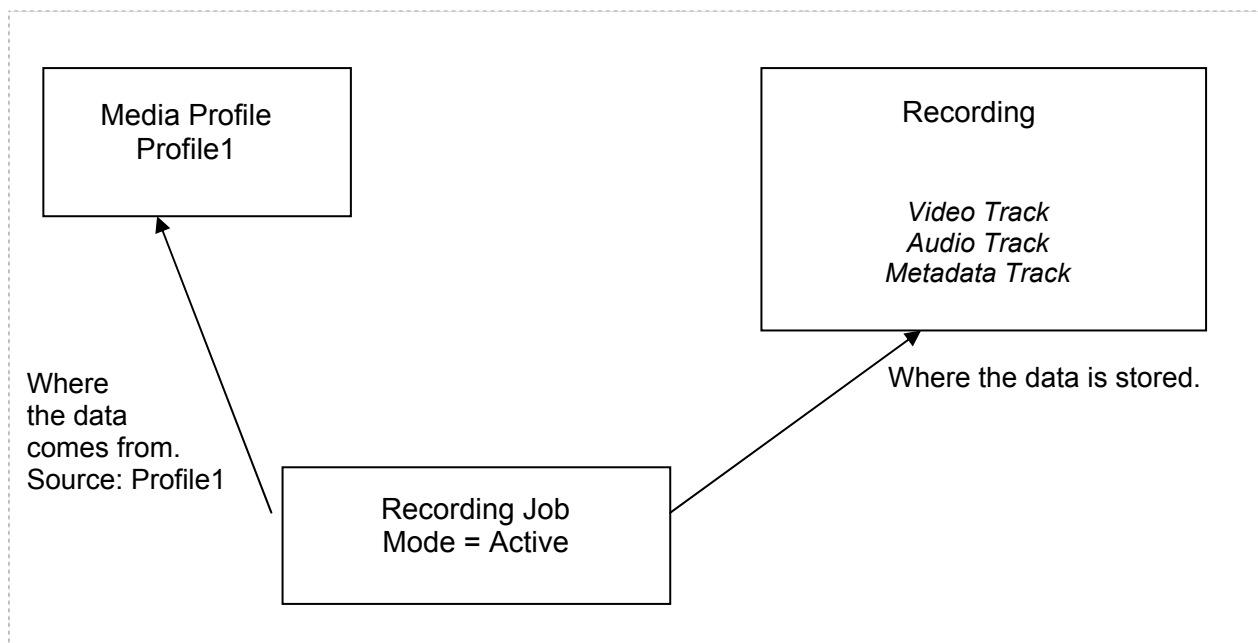 Media Profile
Profile1
Recording
Video Track
Audio Track
Metadata Track
Where
the data
comes from.
Source: Profile1
Where the data is stored.
Recording Job
Mode = Active